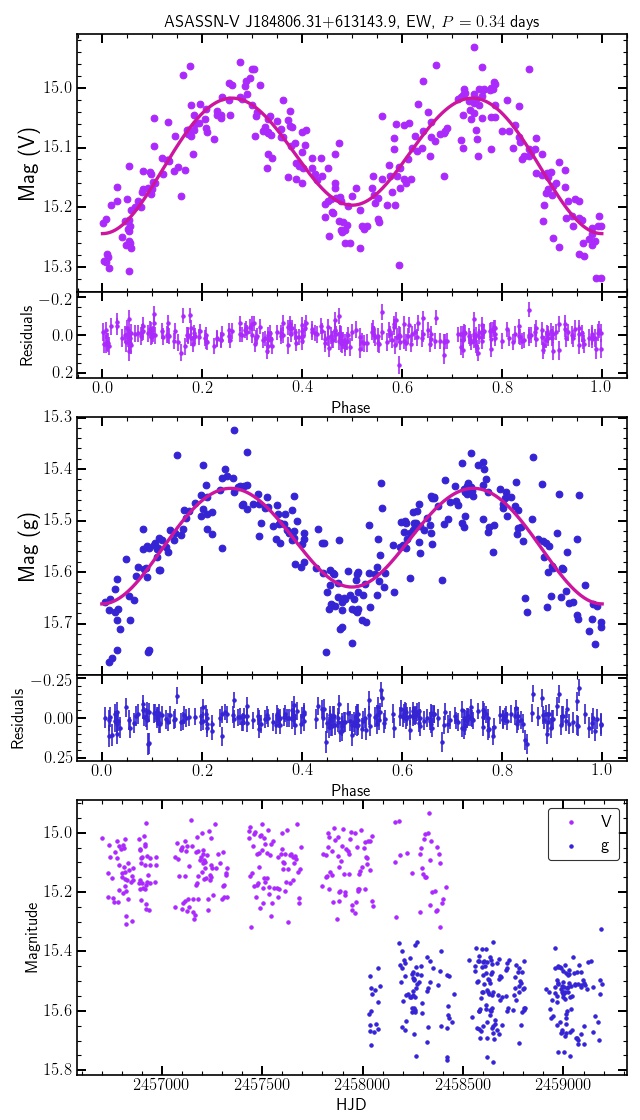 ASASSN-V J184806.31+613143.9, EW, P = 0.34 days
15.0
15.1
15.2
15.3
Mag (V)
−0.2
0.0
0.2
Residuals
0.0 0.2 0.4 0.6 0.8 1.0
Phase
15.3
15.4
15.5
15.6
15.7
Mag (g)
−0.25
0.00
0.25
Residuals
0.0 0.2 0.4 0.6 0.8 1.0
Phase
V
g
15.0
15.2
15.4
15.6
15.8
Magnitude
2457000 2457500 2458000 2458500 2459000
HJD